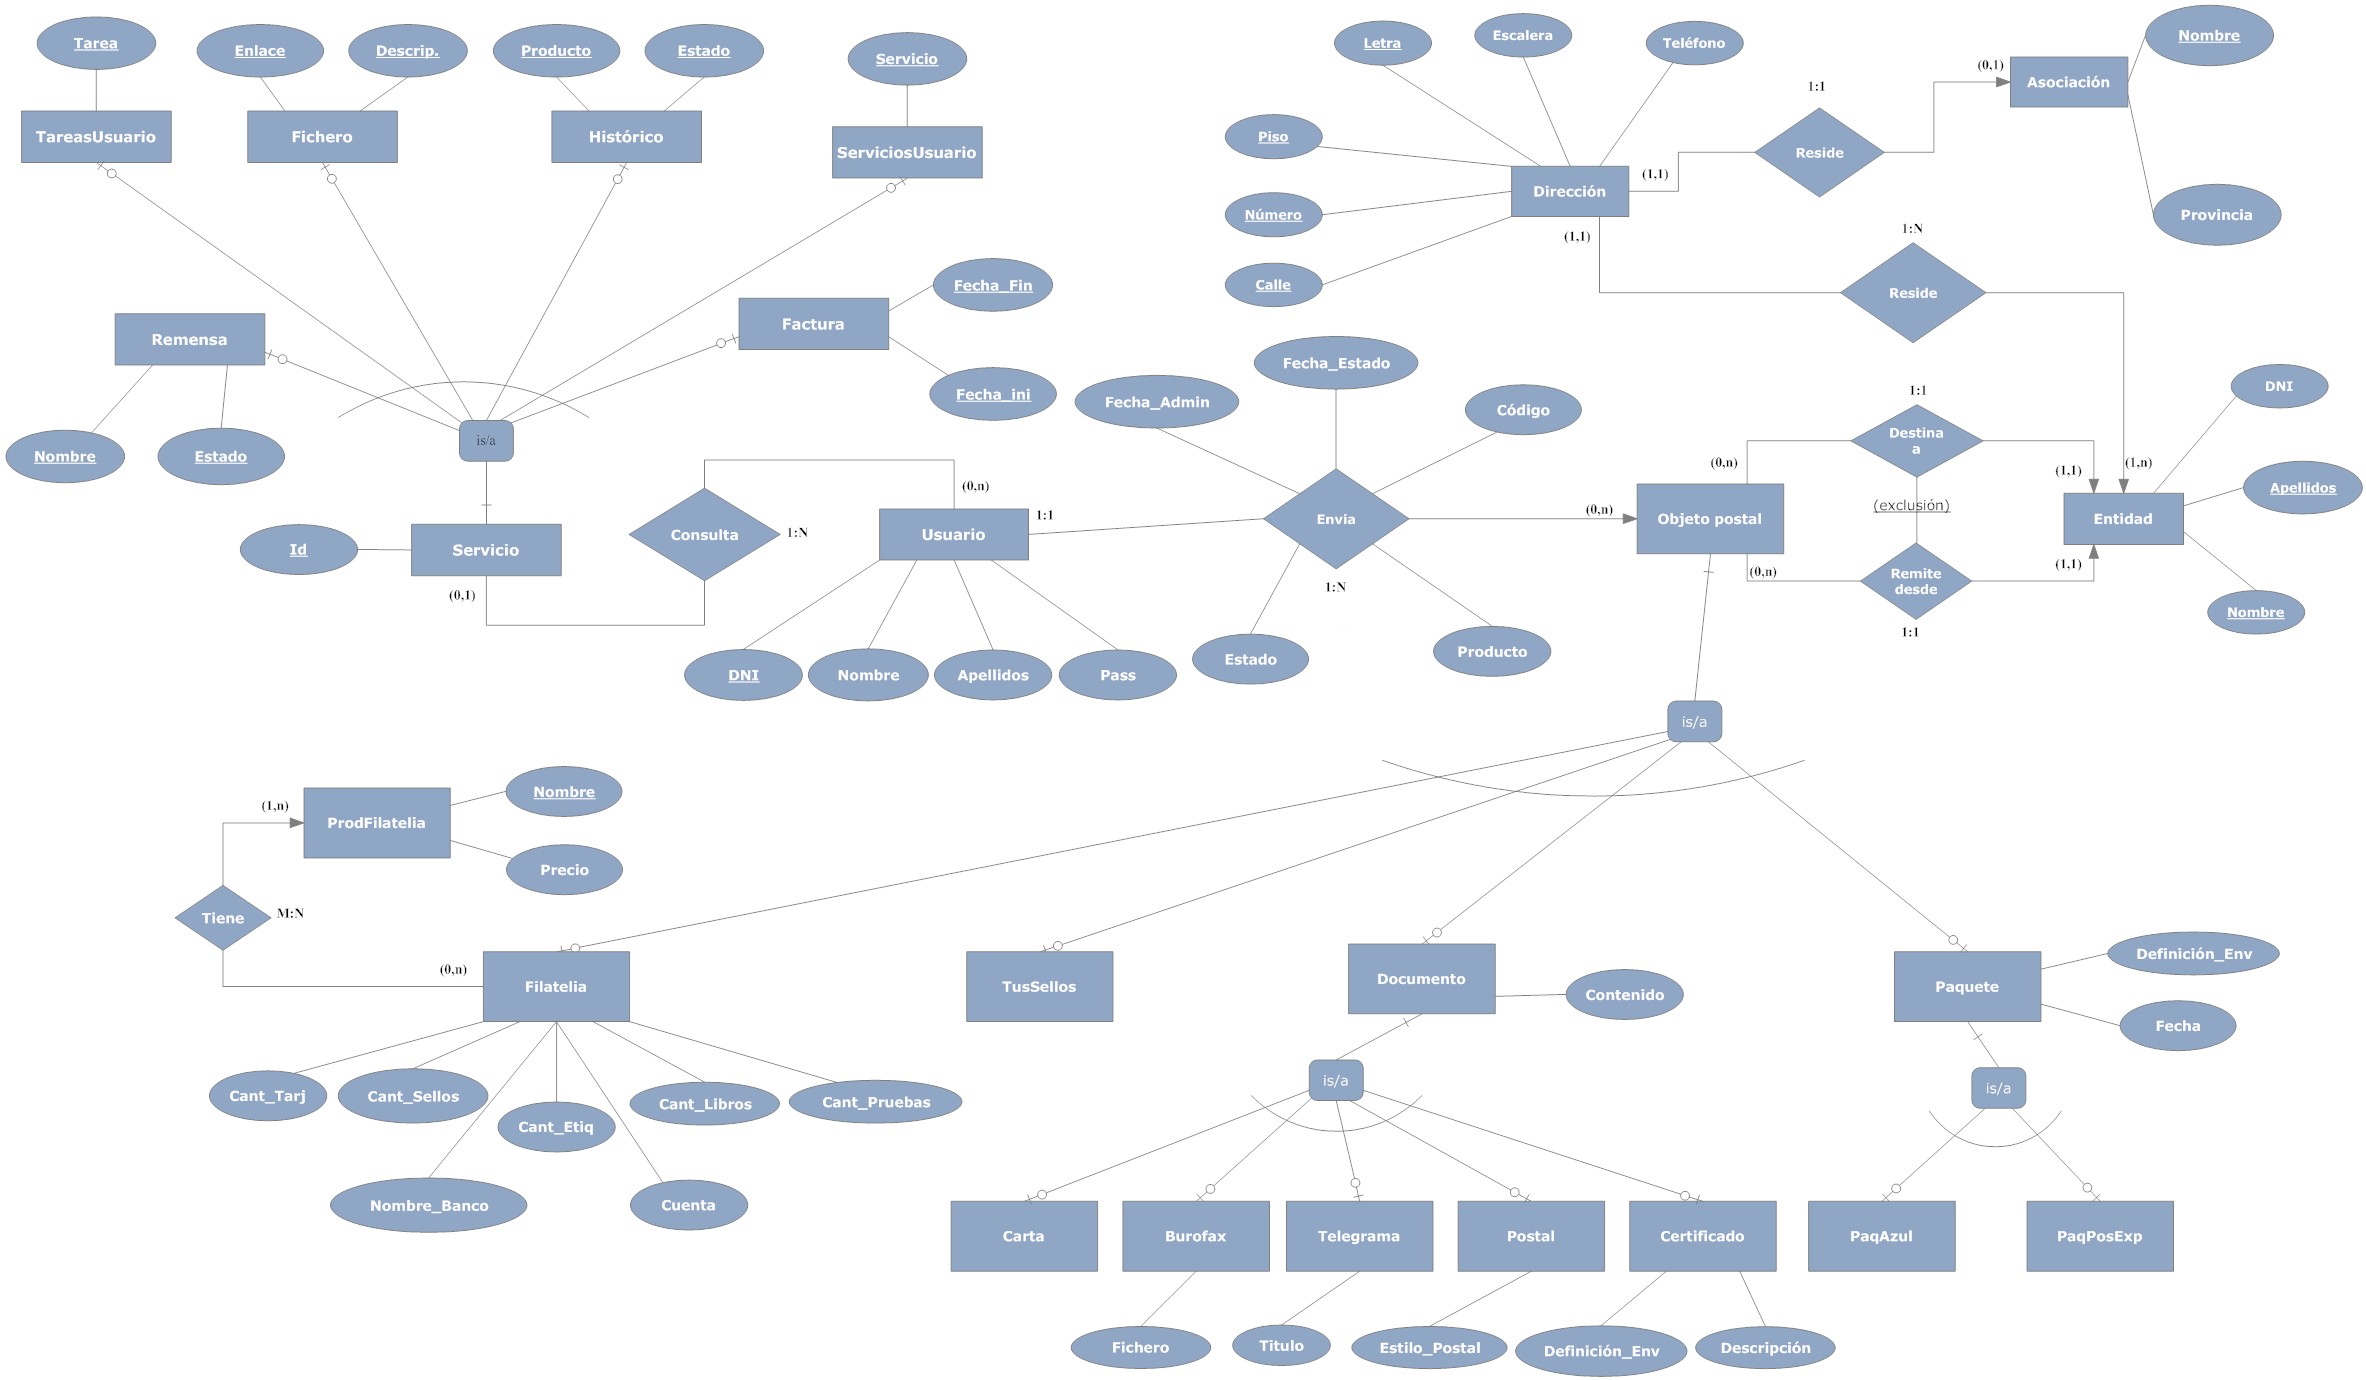 Tarea
Enlace
Descrip.
Producto
Estado
Servicio
TareasUsuario
Fichero
Histórico
ServiciosUsuario
Remensa
Factura
Fecha_Fin
Fecha_ini
Nombre
Estado
is/a
Id
Servicio
(0,1)
Consulta
1:N
(0,n)
Usuario
1:1
DNI
Nombre
Apellidos
Pass
Letra
Escalera
Teléfono
Piso
Número
Calle
Dirección
(1,1)
(1,1)
1:1
Reside
(0,1)
Asociación
Nombre
Provincia
1:N
Reside
(1,n)
Fecha_Admin
Fecha_Estado
Código
Envia
1:N
Estado
Producto
(0,n)
Objeto postal
(0,n)
(0,n)
1:1
Destina
a
(exclusión)
Remite
desde
1:1
(1,1)
(1,1)
Entidad
DNI
Apellidos
Nombre
is/a
(1,n)
ProdFilatelia
Nombre
Precio
Tiene
M:N
(0,n)
Filatelia
Cant_Tarj
Cant_Sellos
Cant_Etiq
Cant_Libros
Cant_Pruebas
Nombre_Banco
Cuenta
TusSellos
Documento
Contenido
is/a
Paquete
Definición_Env
Fecha
is/a
Carta
Burofax
Telegrama
Postal
Certificado
PaqAzul
PaqPosExp
Fichero
Titulo
Estilo_Postal
Definición_Env
Descripción